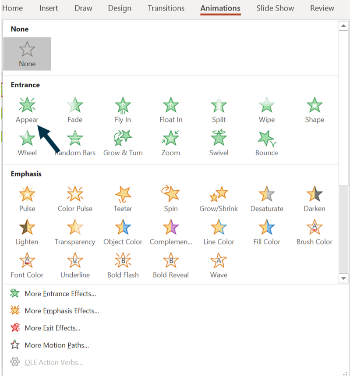 Home Insert Draw Design Transitions Animations Slide Show Review
None
None
Entrance
Appear Fade Fly In Float In Split Wipe Shape
Wheel Random Bars Grow & Turn Zoom Swivel Bounce
Emphasis
Pulse Color Pulse Teeter Spin Grow/Shrink Desaturate Darken
Lighten Transparency Object Color Complemen... Line Color Fill Color Brush Color
Font Color Underline Bold Flash Bold Reveal Wave
More Entrance Effects...
More Emphasis Effects...
More Exit Effects...
More Motion Paths...
OLE Action Verbs...